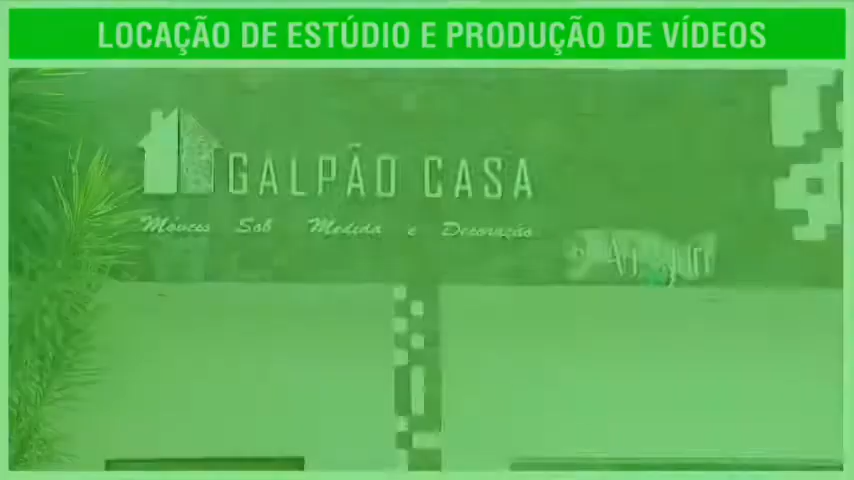 LOCAÇÃO DE ESTÚDIO E PRODUÇÃO DE VÍDEOS
GALPÃO CASA
Móveis Sob Medida e Decoração